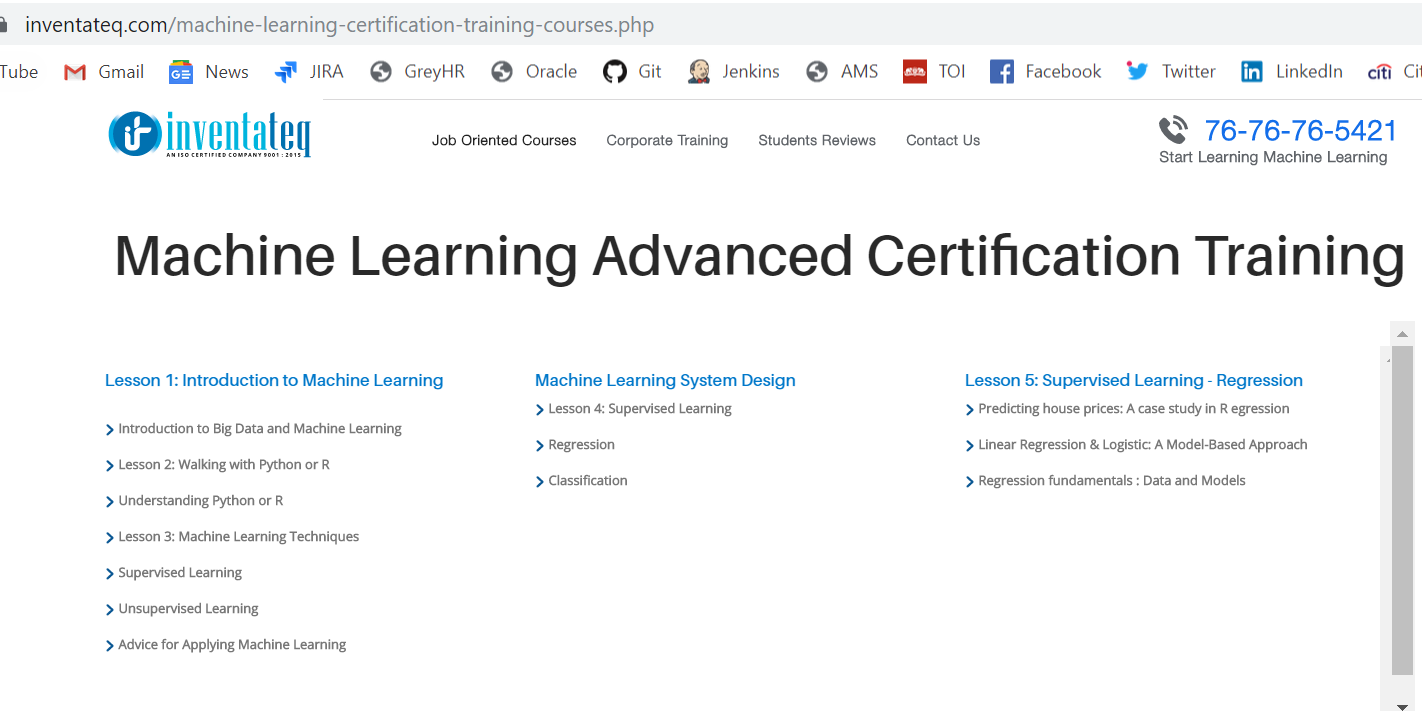 inventateq.com/machine-learning-certification-training-courses.php
Tube Gmail News JIRA GreyHR Oracle Git Jenkins AMS TOI Facebook Twitter LinkedIn citi Cit
inventateq
AN ISO CERTIFIED COMPANY 9001 : 2015
Job Oriented Courses Corporate Training Students Reviews Contact Us
76-76-76-5421
Start Learning Machine Learning
Machine Learning Advanced Certification Training
Lesson 1: Introduction to Machine Learning
Introduction to Big Data and Machine Learning
Lesson 2: Walking with Python or R
Understanding Python or R
Lesson 3: Machine Learning Techniques
Supervised Learning
Unsupervised Learning
Advice for Applying Machine Learning
Machine Learning System Design
Lesson 4: Supervised Learning
Regression
Classification
Lesson 5: Supervised Learning - Regression
Predicting house prices: A case study in R egression
Linear Regression & Logistic: A Model-Based Approach
Regression fundamentals : Data and Models